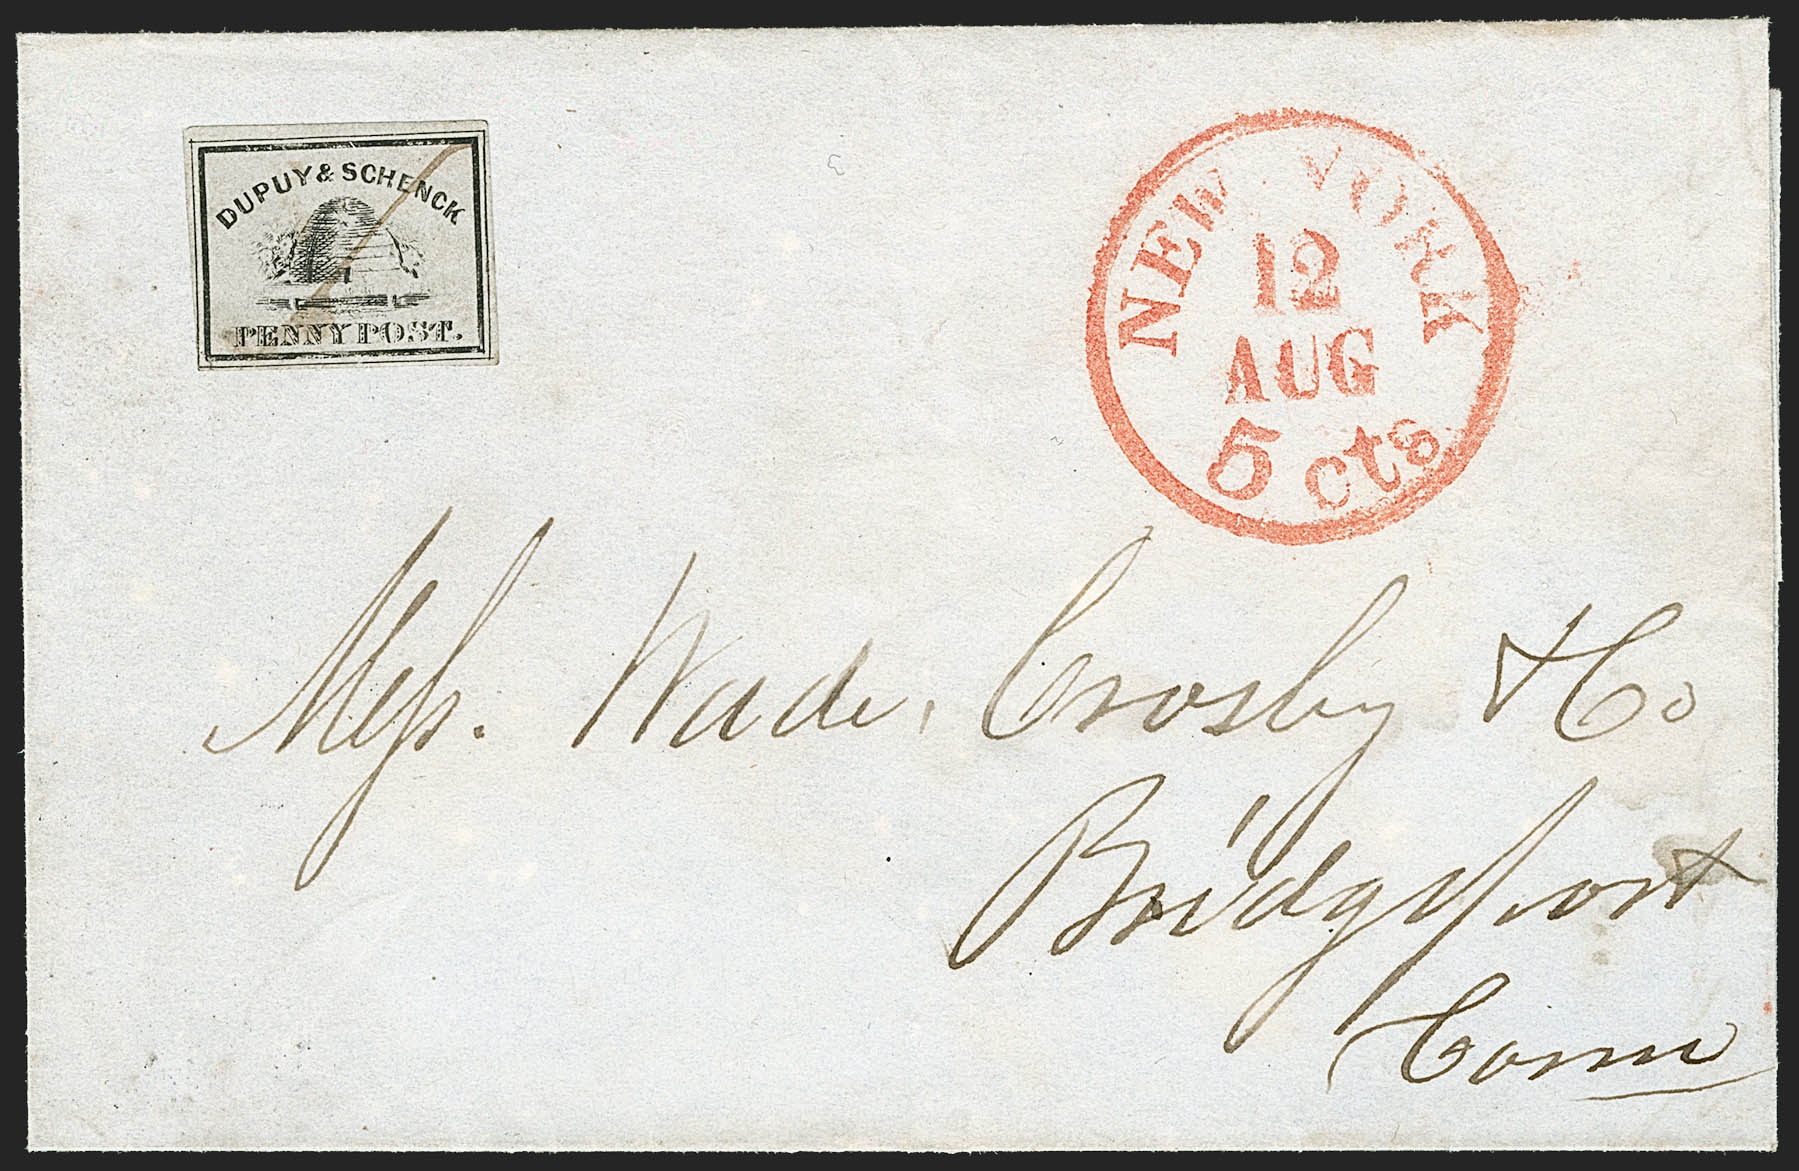 DUPUY & SCHENCK
PENNY POST.
NEW YORK
12
AUG
5 cts
Mess. Wade, Crosby & Co
Bridgeport
Conn